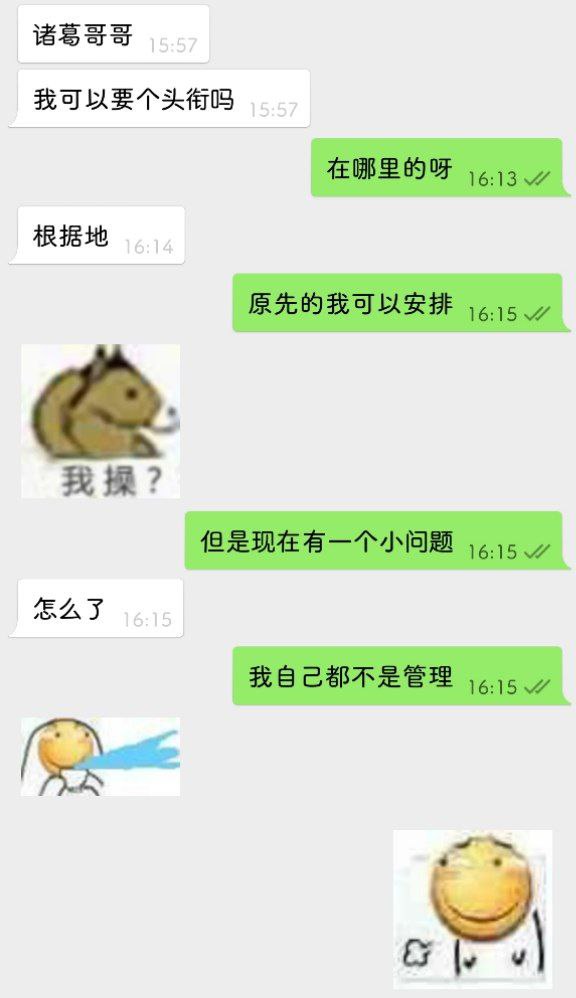 诸葛哥哥 15:57
我可以要个头衔吗 15:57
在哪里的呀 16:13
根据地 16:14
原先的我可以安排 16:15
我操？
但是现在有一个小问题 16:15
怎么了 16:15
我自己都不是管理 16:15